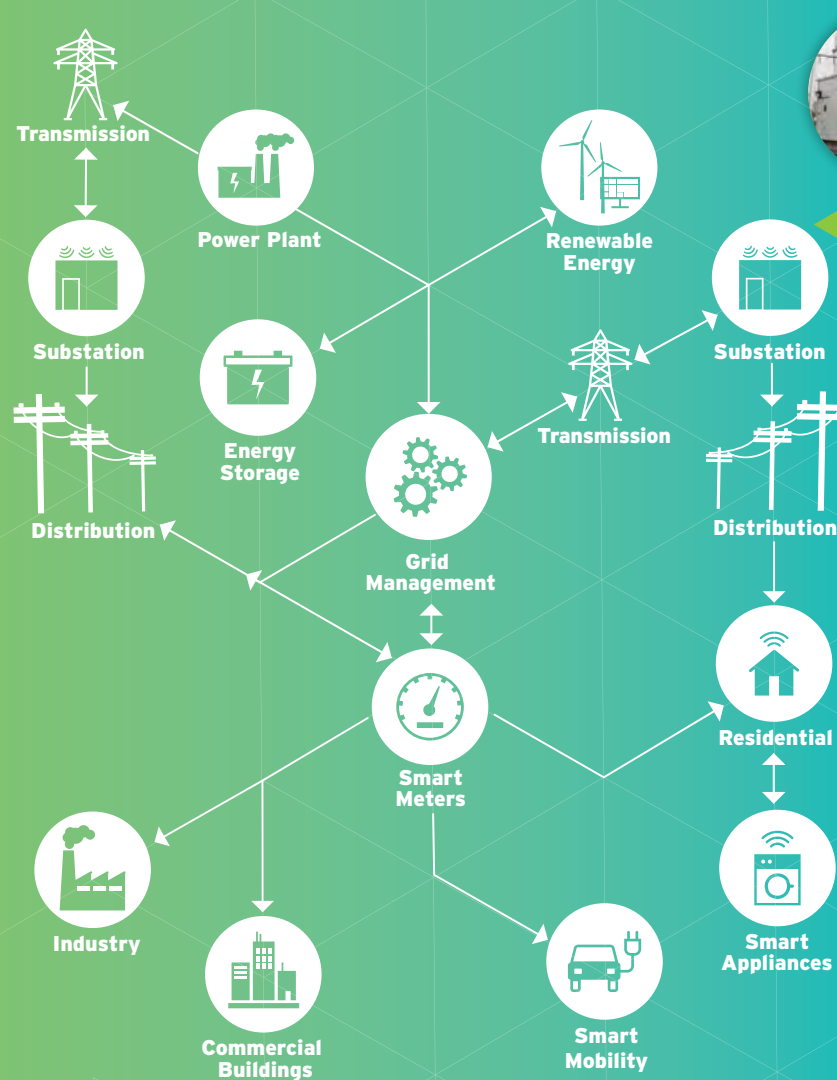 Transmission
Power Plant
Renewable
Energy
Substation
Substation
Energy
Storage
Transmission
Distribution
Distribution
Grid
Management
Residential
Smart
Meters
Industry
Smart
Appliances
Commercial
Buildings
Smart
Mobility